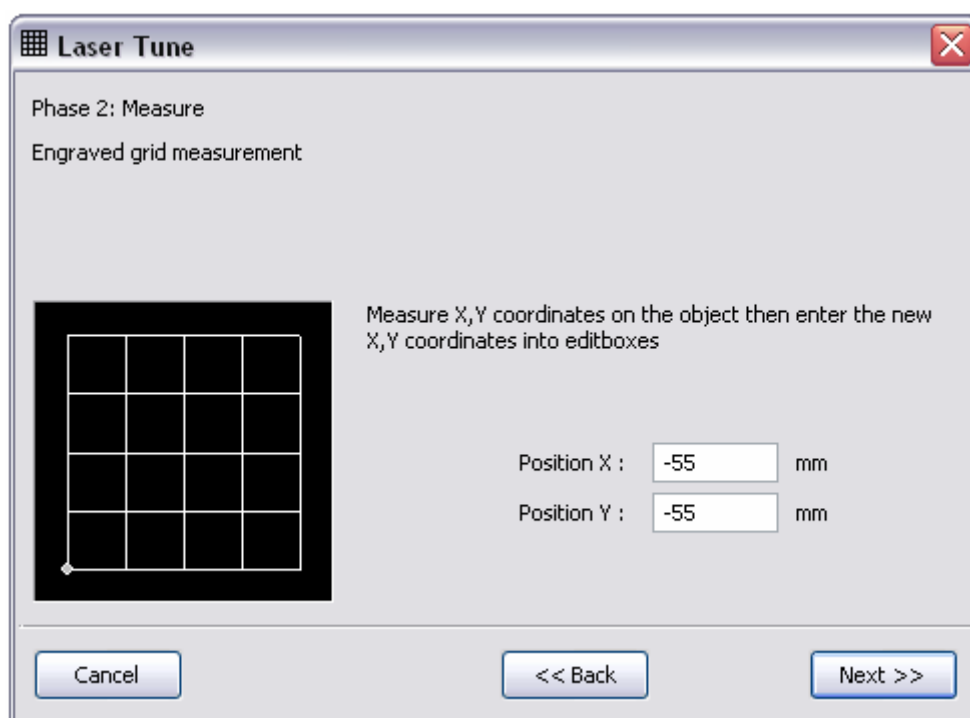 Laser Tune
Phase 2: Measure
Engraved grid measurement
Measure X,Y coordinates on the object then enter the new
X,Y coordinates into editboxes
Position X : -55 mm
Position Y : -55 mm
Cancel << Back Next >>